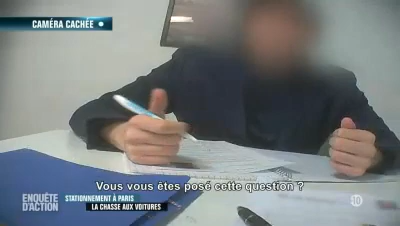 CAMÉRA CACHÉE
Vous vous êtes posé cette question ?
ENQUÊTE
D'ACTION
STATIONNEMENT À PARIS
LA CHASSE AUX VOITURES
-10